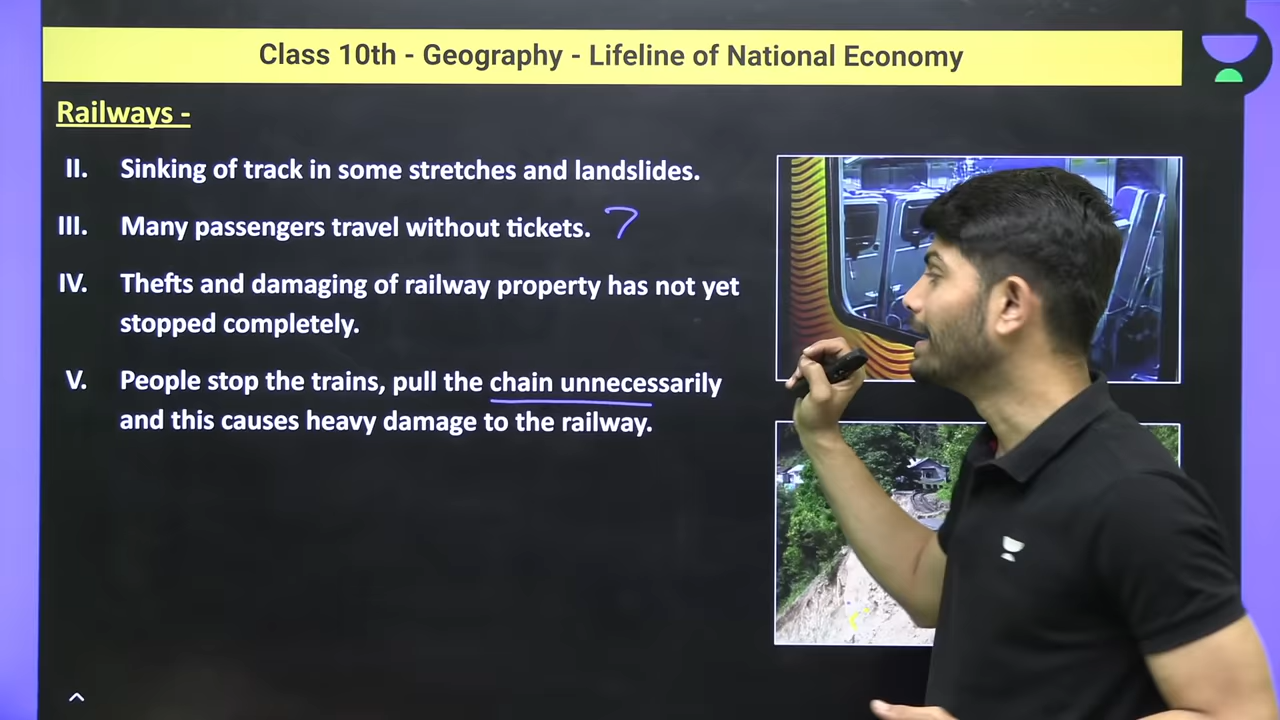 Class 10th - Geography - Lifeline of National Economy
Railways -
II. Sinking of track in some stretches and landslides.
III. Many passengers travel without tickets. 7
IV. Thefts and damaging of railway property has not yet
stopped completely.
V. People stop the trains, pull the chain unnecessarily
and this causes heavy damage to the railway.